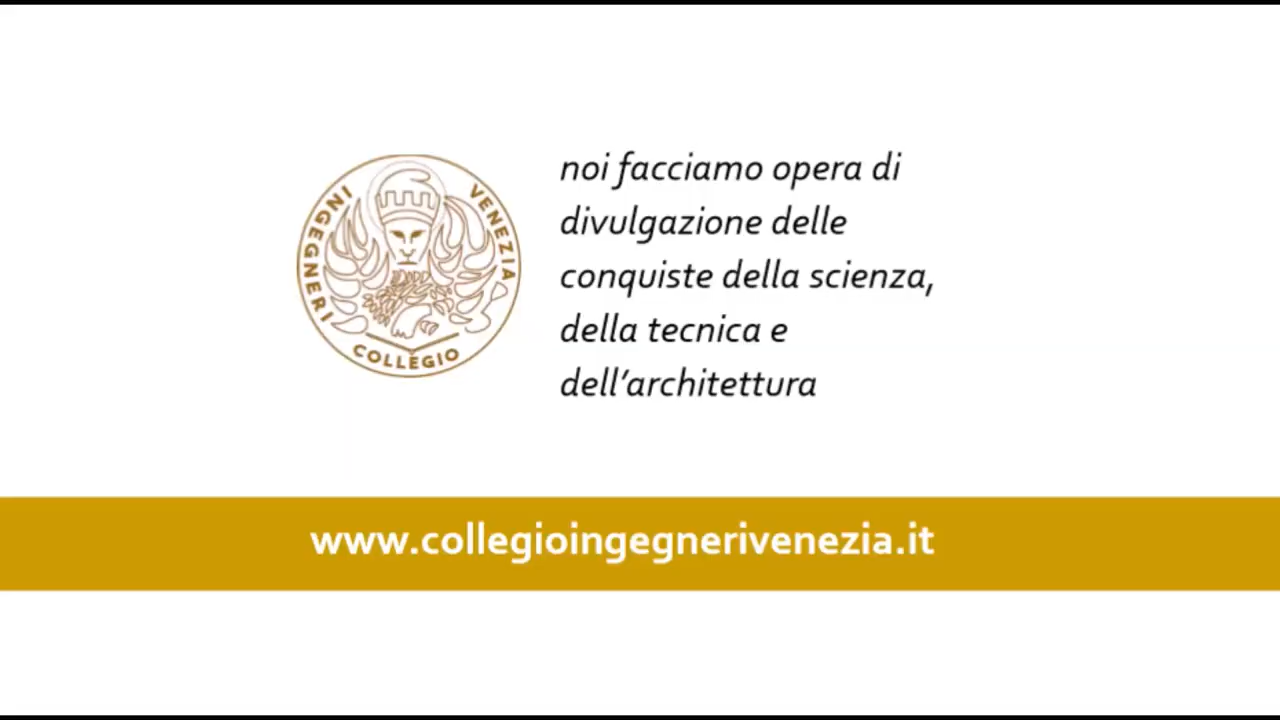 INGEGNERI
VENEZIA
COLLEGIO
noi facciamo opera di
divulgazione delle
conquiste della scienza,
della tecnica e
dell’architettura
www.collegioingegnerivenezia.it